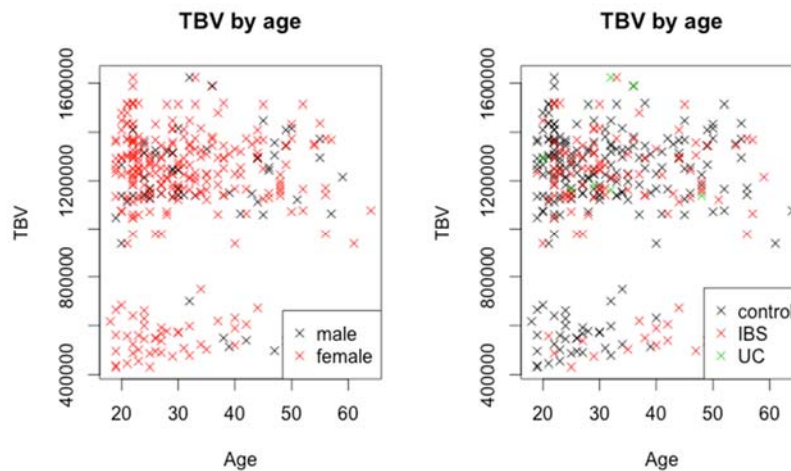 TBV by age
TBV
1600000
1200000
800000
400000
male
female
20 30 40 50 60
Age
TBV by age
TBV
1600000
1200000
800000
400000
control
IBS
UC
20 30 40 50 60
Age